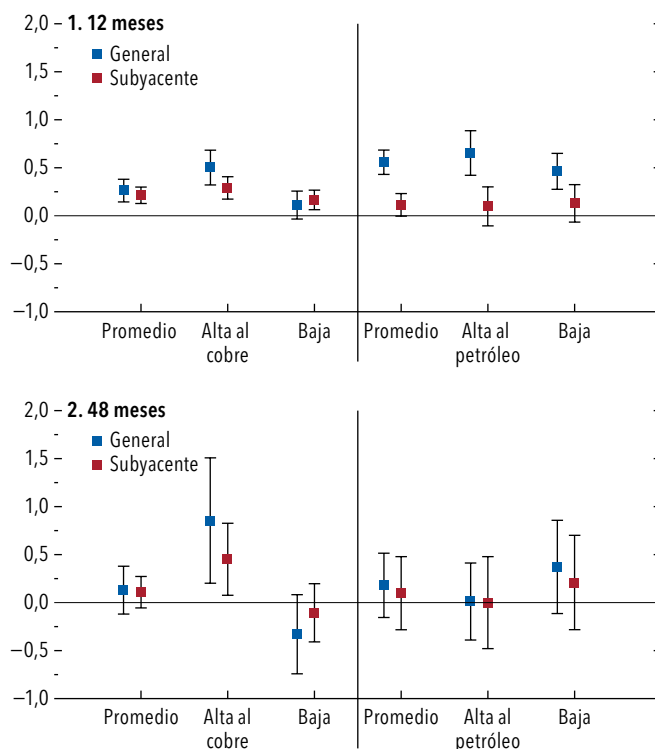 1. 12 meses
General
Subyacente
2,0
1,5
1,0
0,5
0,0
−0,5
−1,0
Promedio Alta al cobre Baja Promedio Alta al petróleo Baja
2. 48 meses
General
Subyacente
2,0
1,5
1,0
0,5
0,0
−0,5
−1,0
Promedio Alta al cobre Baja Promedio Alta al petróleo Baja